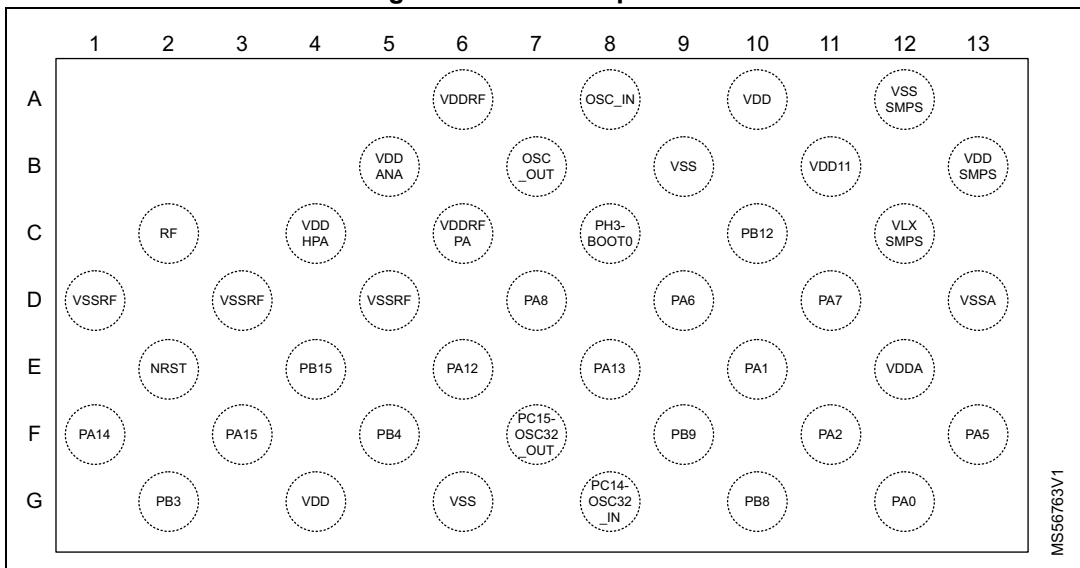 1 2 3 4 5 6 7 8 9 10 11 12 13
A VDDRF OSC_IN VDD VSS
SMPS
B VDD
ANA OSC
_OUT VSS VDD11 VDD
SMPS
C RF VDD
HPA VDDRF
PA PH3-
BOOT0 PB12 VLX
SMPS
D VSSRF VSSRF VSSRF PA8 PA6 PA7 VSSA
E NRST PB15 PA12 PA13 PA1 VDDA
F PA14 PA15 PB4 PC15-
OSC32
_OUT PB9 PA2 PA5
G PB3 VDD VSS PC14-
OSC32
_IN PB8 PA0
MS56763V1